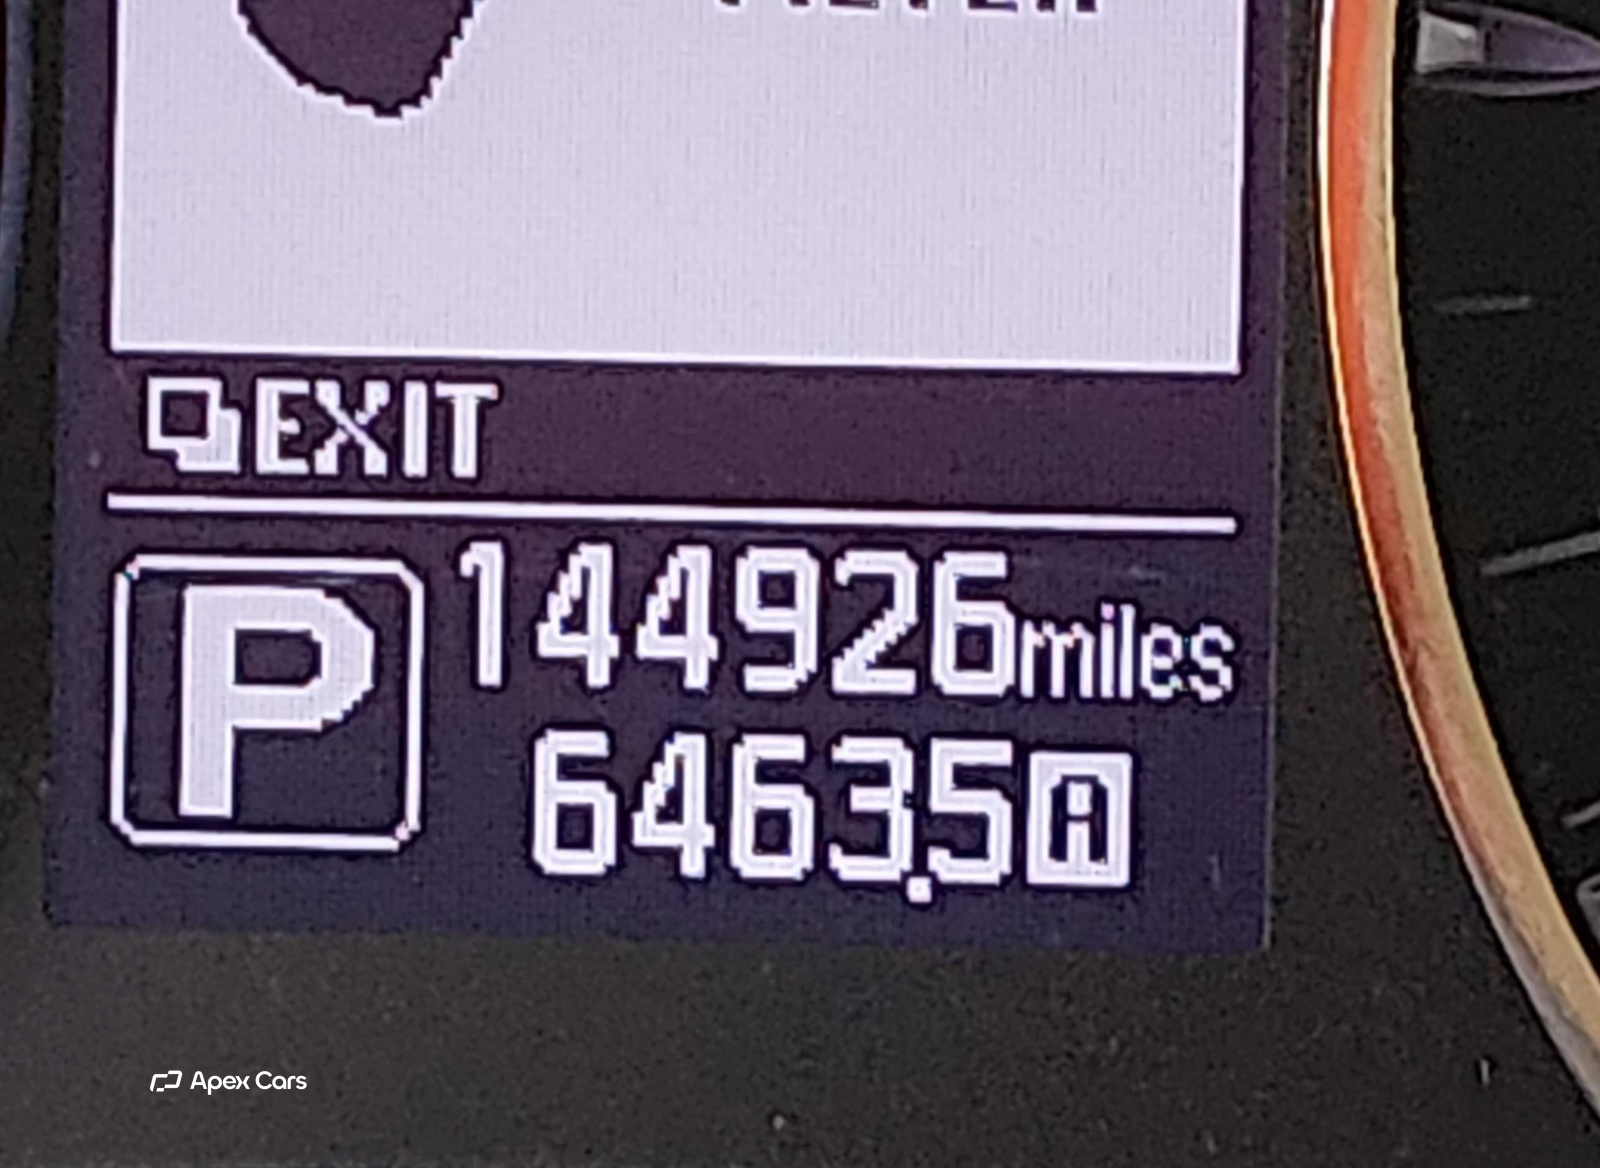 EXIT
144926miles
P
6463.5A
Apex Cars